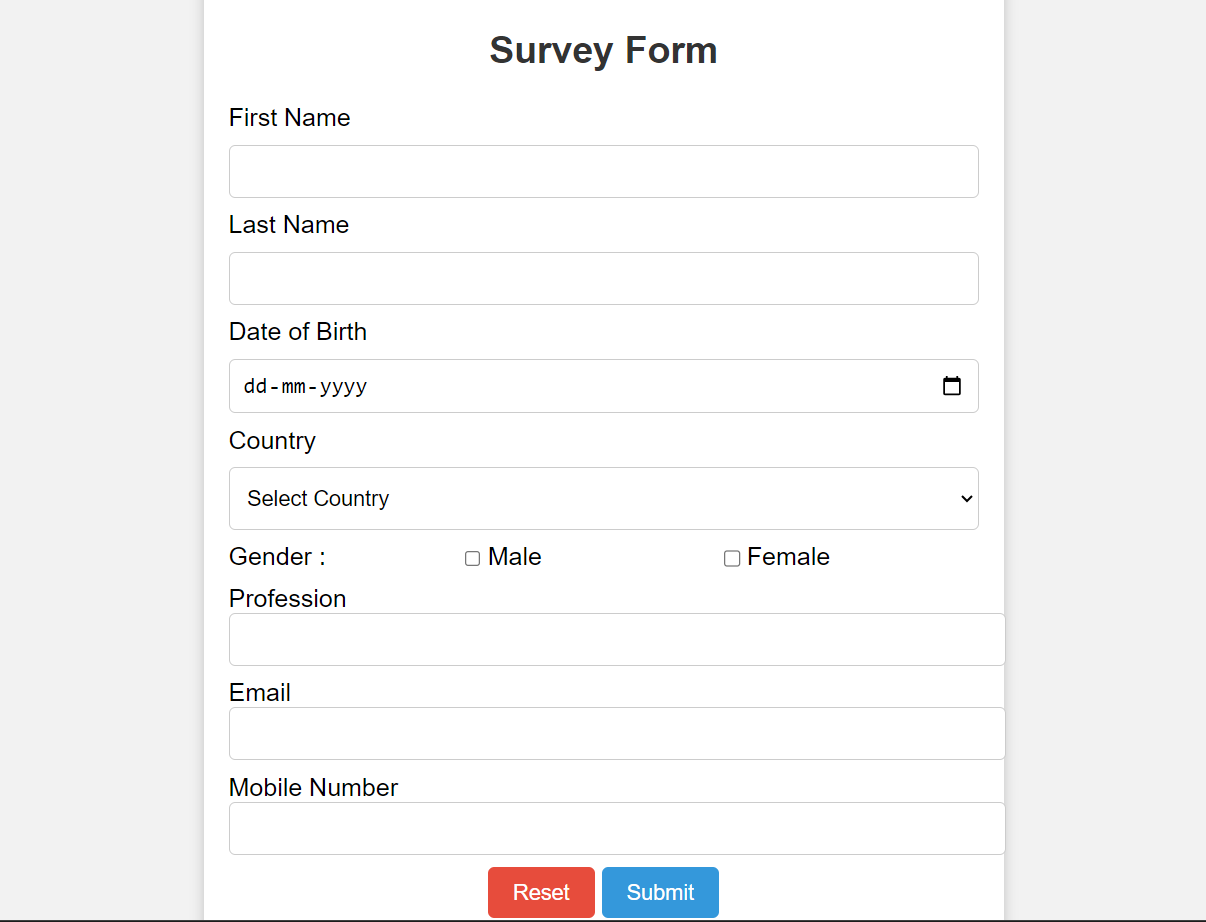 Survey Form
First Name
Last Name
Date of Birth
dd-mm-yyyy
Country
Select Country
Gender : Male Female
Profession
Email
Mobile Number
Reset Submit